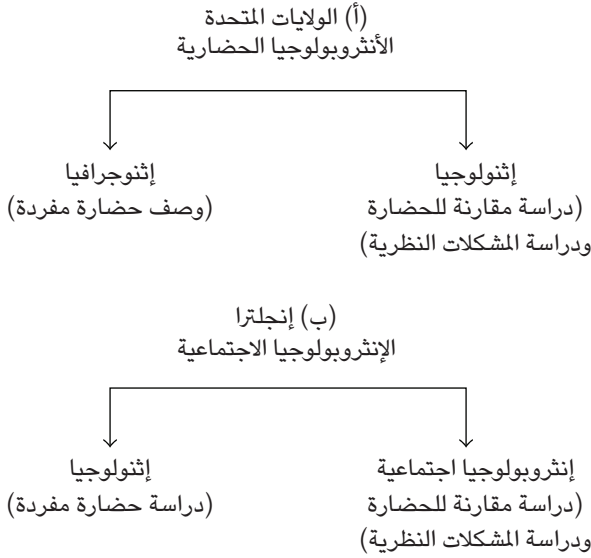 (أ) الولايات المتحدة
الأنثروبولوجيا الحضارية
إثنولوجيا
(دراسة مقارنة للحضارة
ودراسة المشكلات النظرية)
إثنوجرافيا
(وصف حضارة مفردة)
(ب) إنجلترا
الإنثروبولوجيا الاجتماعية
إنثروبولوجيا اجتماعية
(دراسة مقارنة للحضارة
ودراسة المشكلات النظرية)
إثنولوجيا
(دراسة حضارة مفردة)